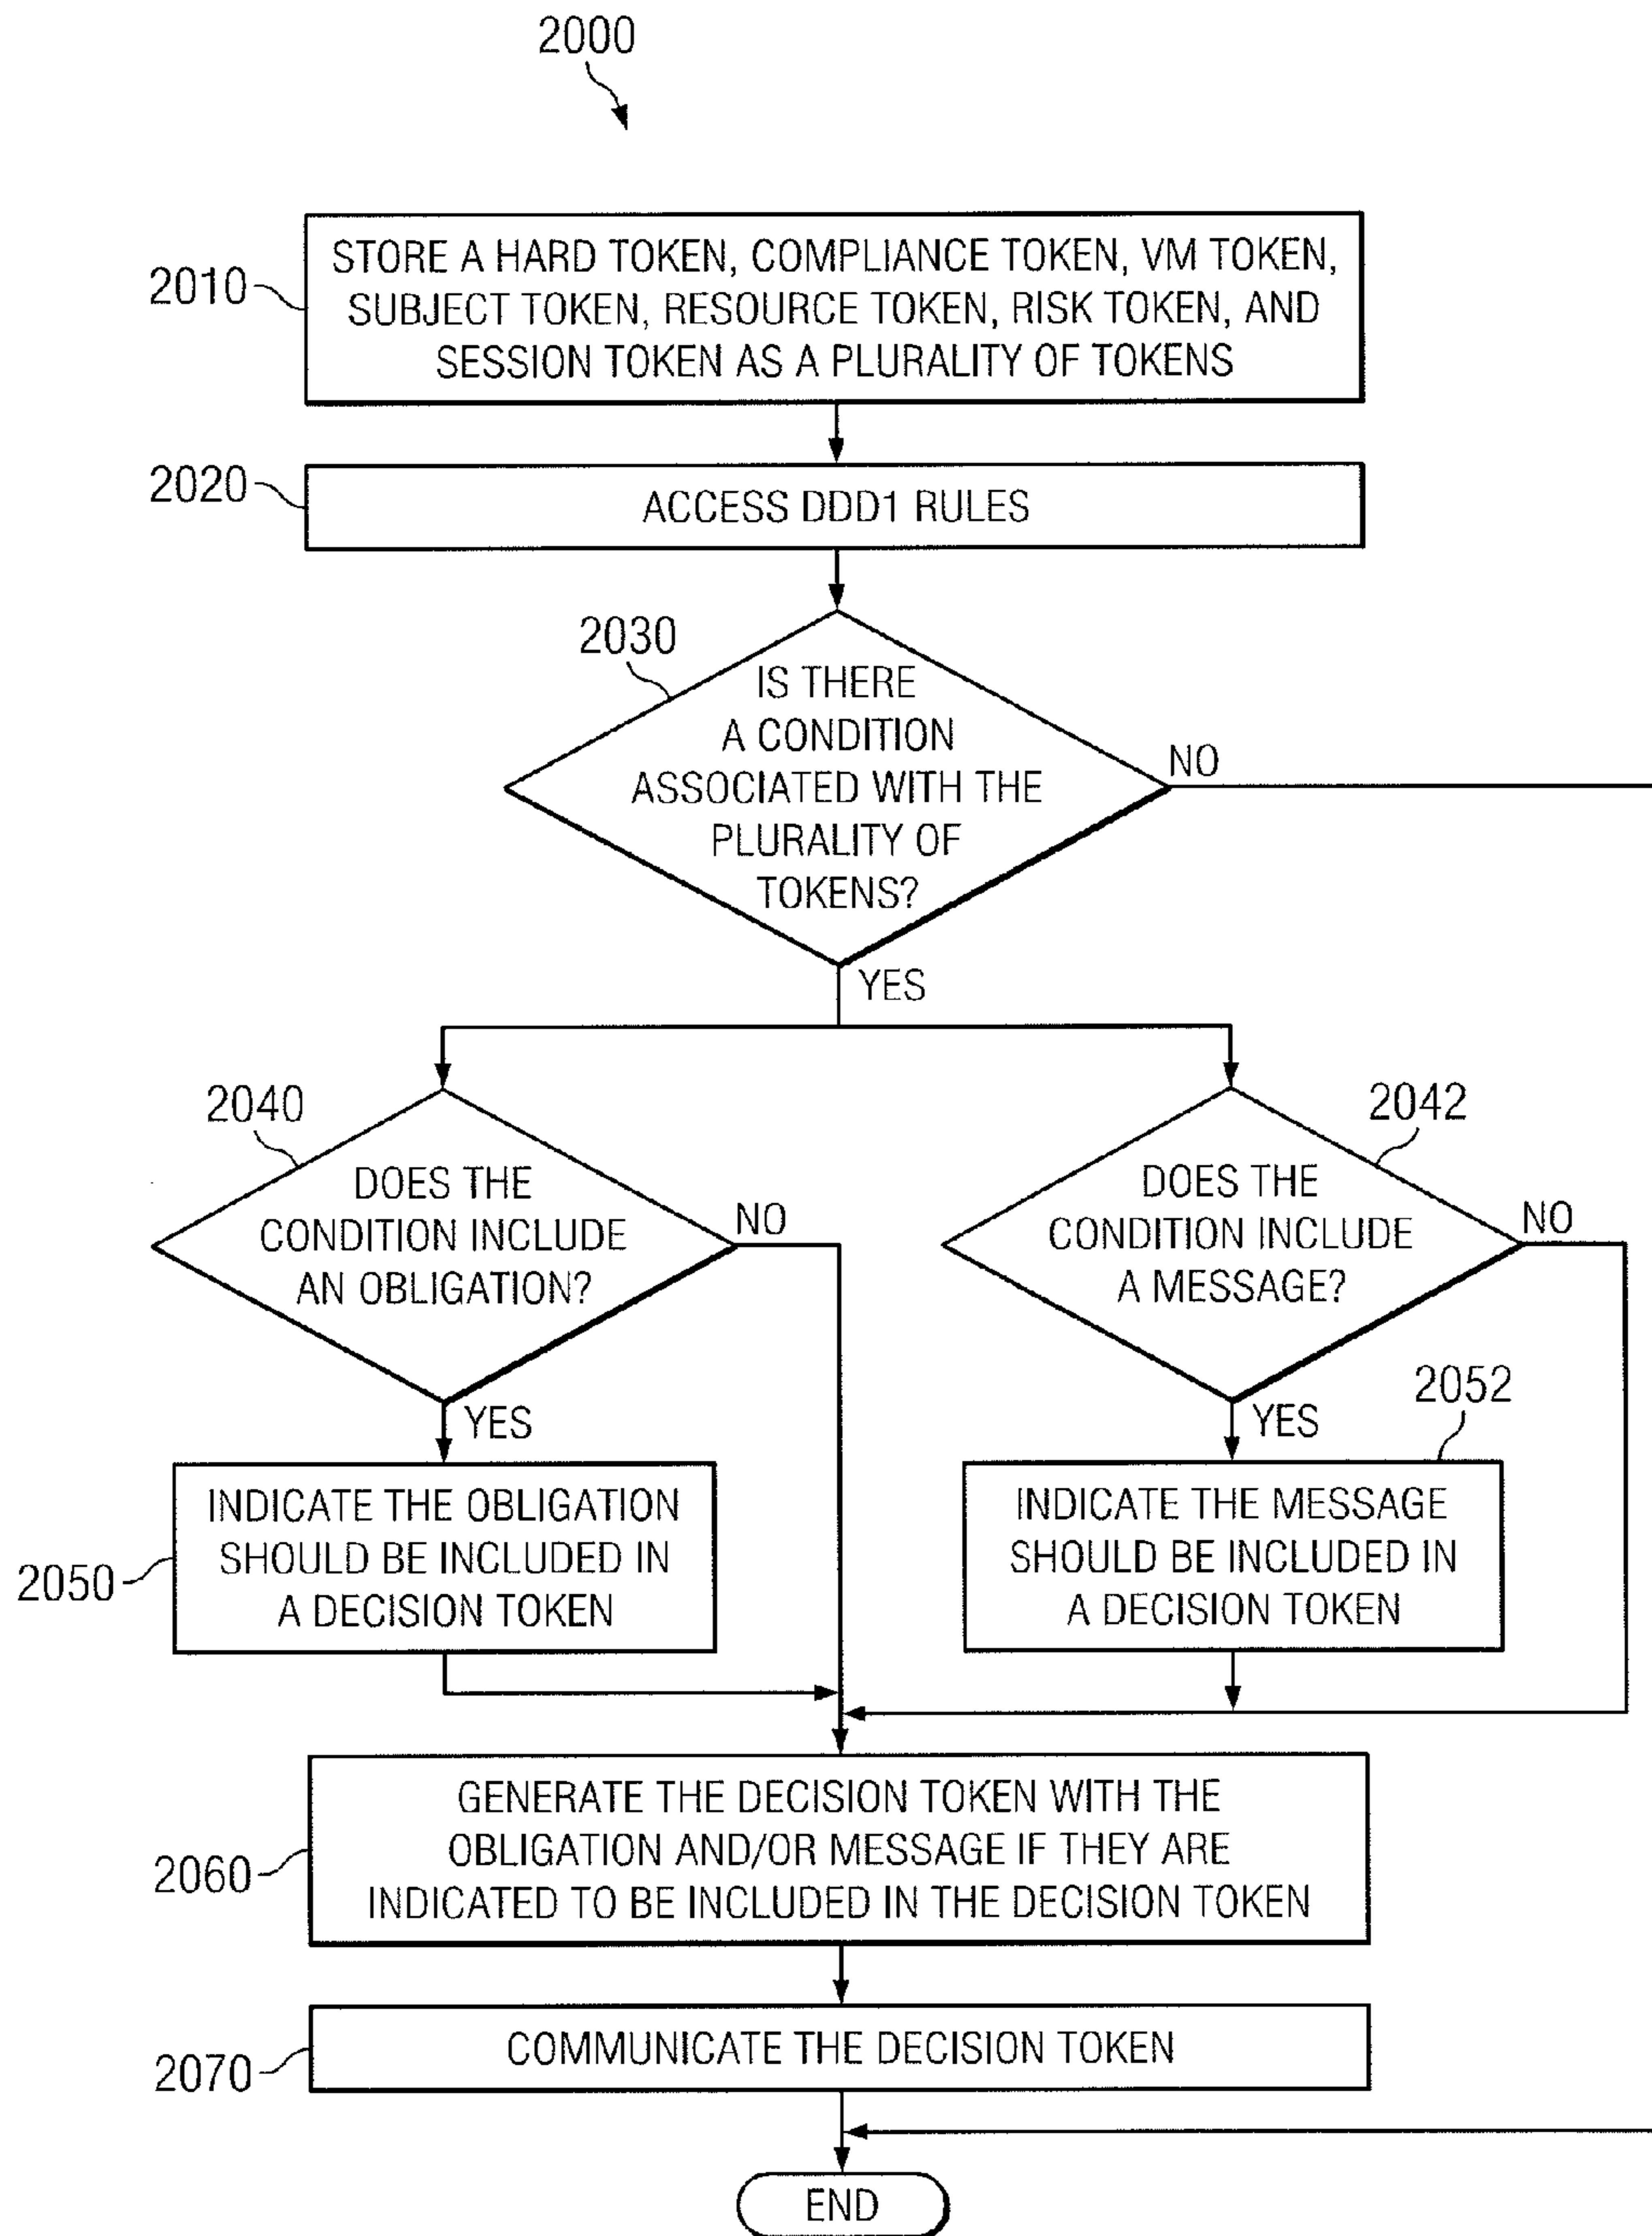 2000
2010
STORE A HARD TOKEN, COMPLIANCE TOKEN, VM TOKEN,
SUBJECT TOKEN, RESOURCE TOKEN, RISK TOKEN, AND
SESSION TOKEN AS A PLURALITY OF TOKENS
2020
ACCESS DDD1 RULES
2030
IS THERE
A CONDITION
ASSOCIATED WITH THE
PLURALITY OF
TOKENS?
NO
YES
2040
DOES THE
CONDITION INCLUDE
AN OBLIGATION?
NO
YES
2042
DOES THE
CONDITION INCLUDE
A MESSAGE?
NO
YES
2050
INDICATE THE OBLIGATION
SHOULD BE INCLUDED IN
A DECISION TOKEN
2052
INDICATE THE MESSAGE
SHOULD BE INCLUDED IN
A DECISION TOKEN
2060
GENERATE THE DECISION TOKEN WITH THE
OBLIGATION AND/OR MESSAGE IF THEY ARE
INDICATED TO BE INCLUDED IN THE DECISION TOKEN
2070
COMMUNICATE THE DECISION TOKEN
END